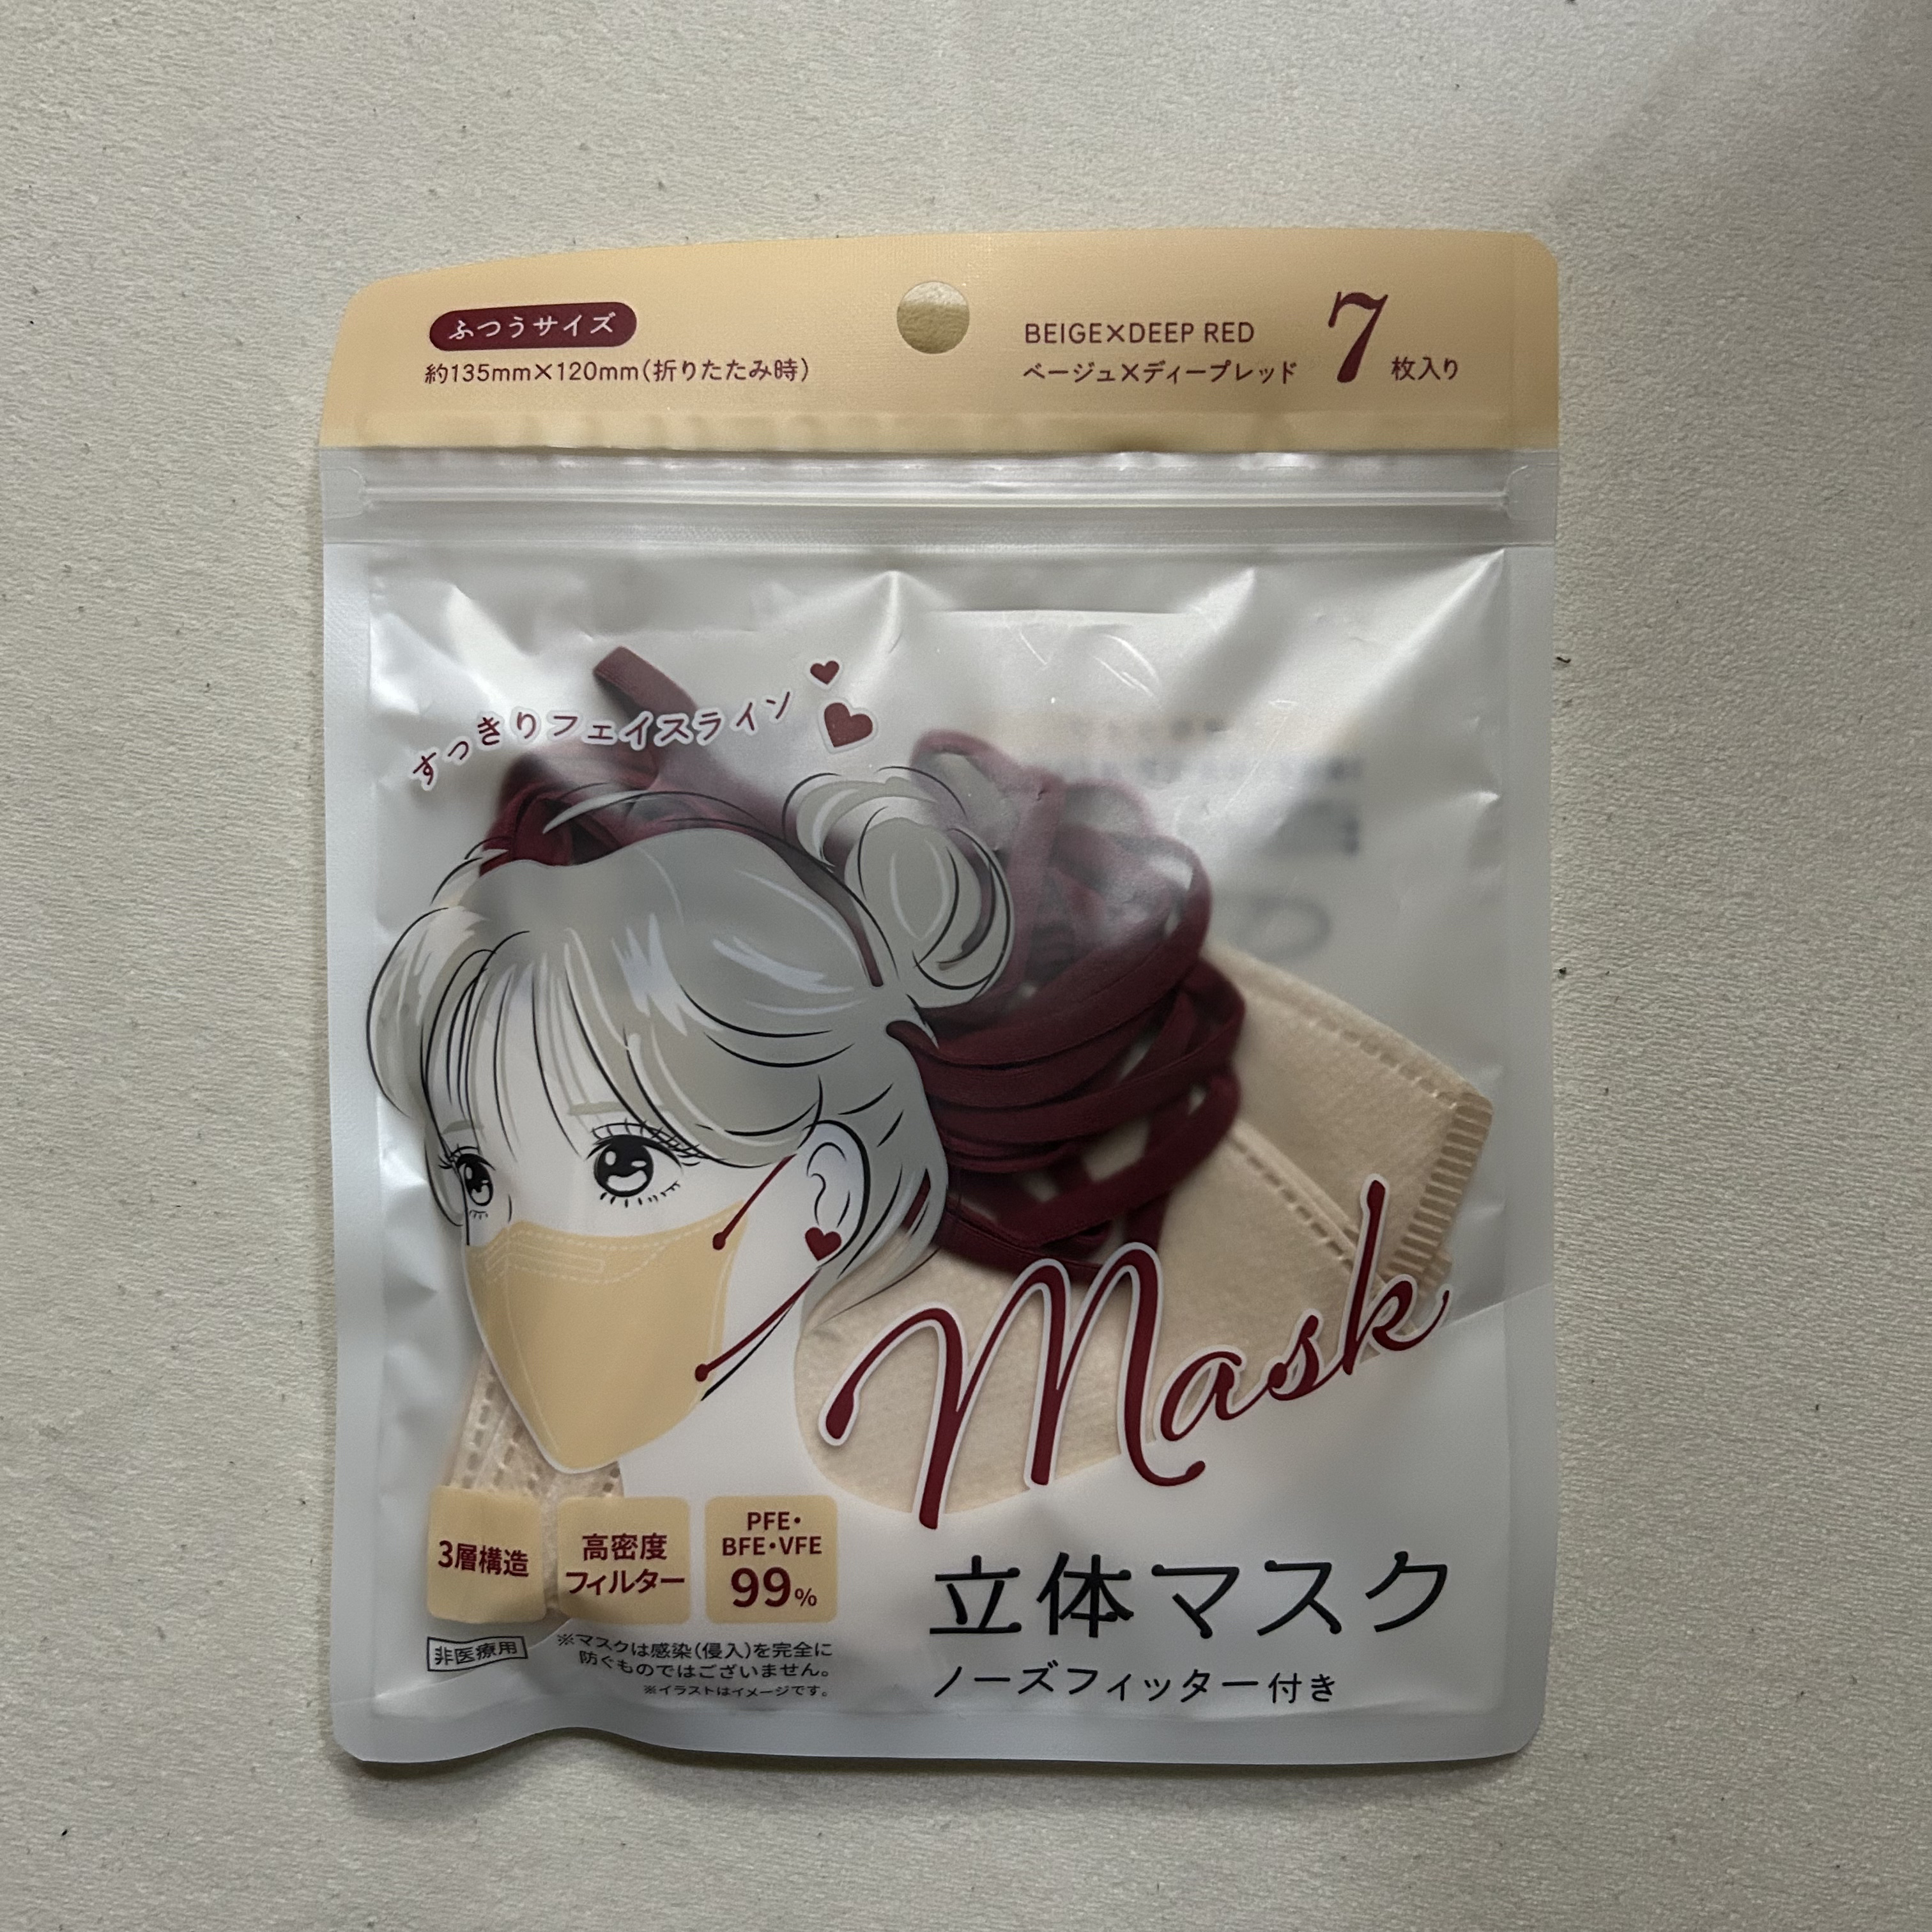 ふつうサイズ
約135mm×120mm(折りたたみ時)
BEIGE×DEEP RED
ベージュ×ディープレッド
7枚入り
すっきりフェイスライン
Mask
3層構造
高密度
フィルター
PFE・
BFE・VFE
99%
立体マスク
ノーズフィッター付き
非医療用
※マスクは感染(侵入)を完全に
防ぐものではございません。
※イラストはイメージです。